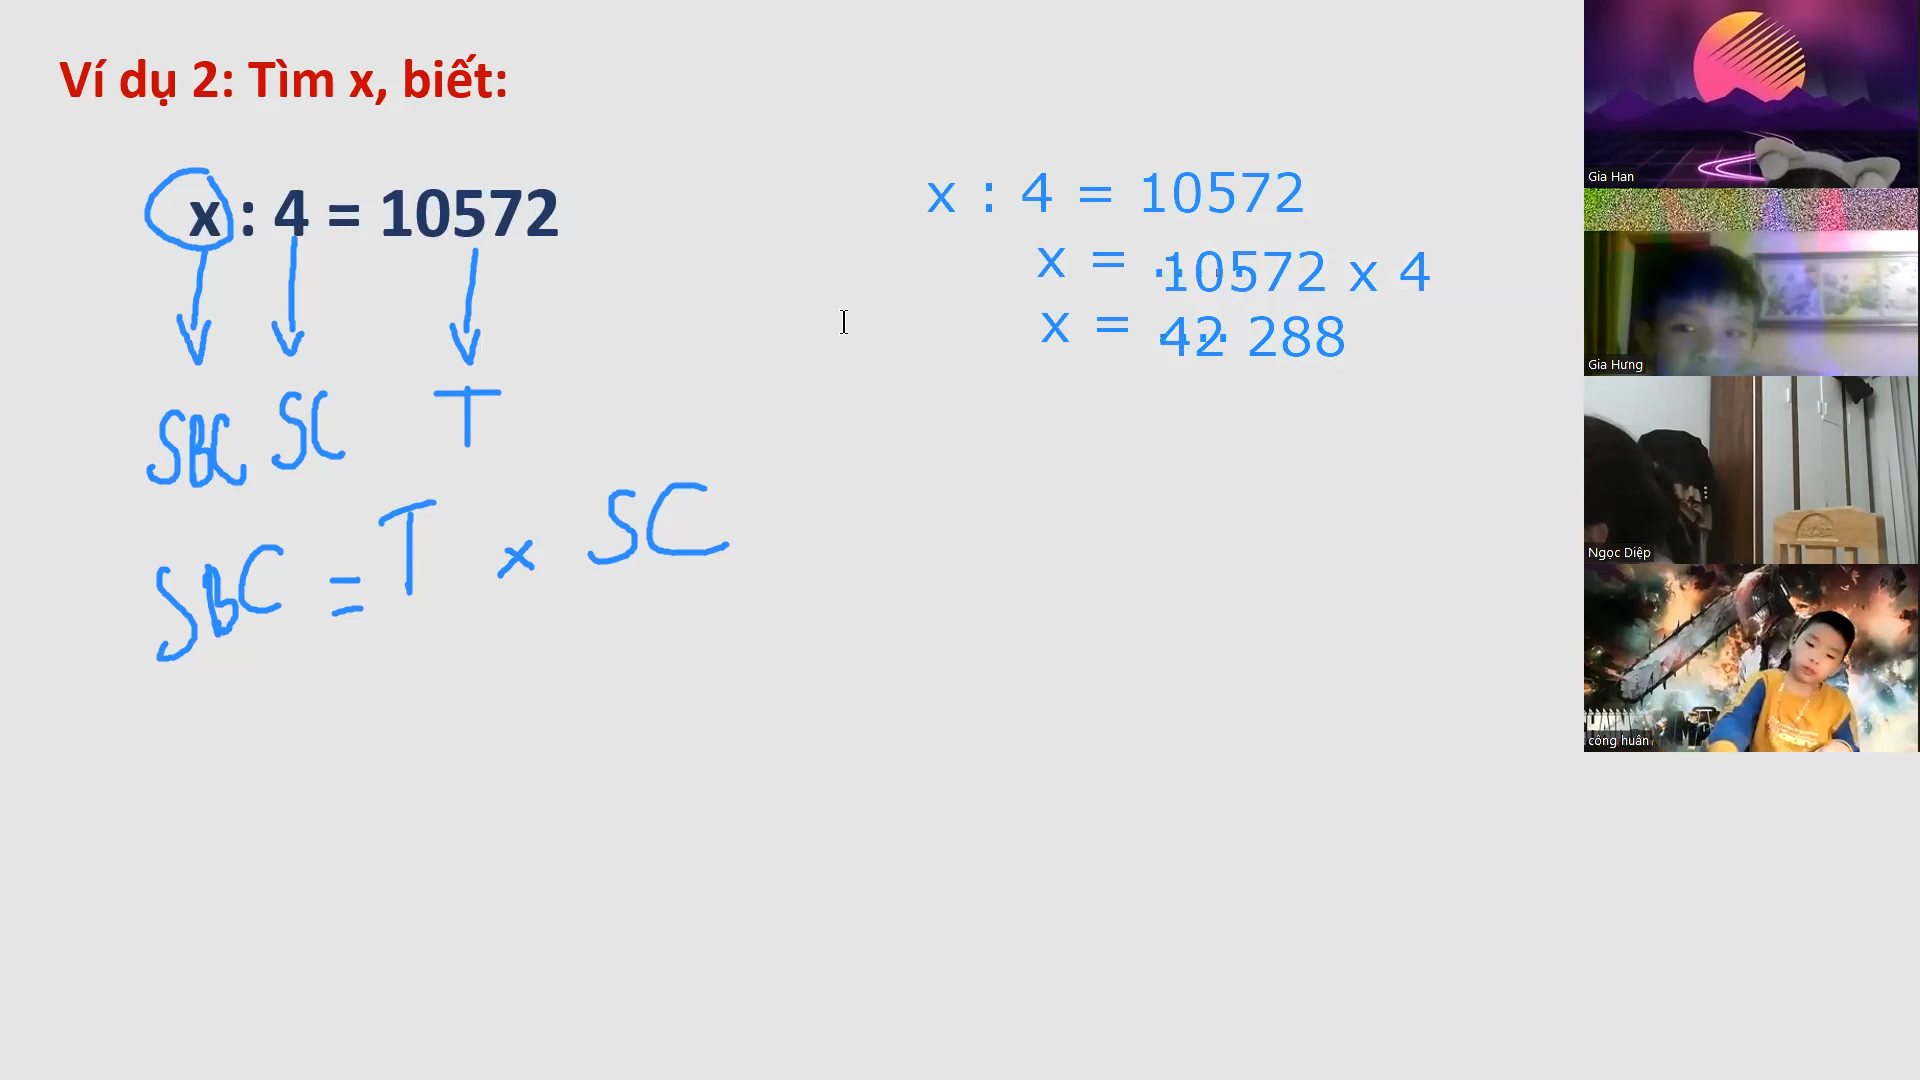 Ví dụ 2: Tìm x, biết:
x : 4 = 10572
SBC SC T
SBC = T x SC
x : 4 = 10572
x = 10572 x 4
x = 42 288
Gia Han
Gia Hưng
Ngọc Diệp
công huân